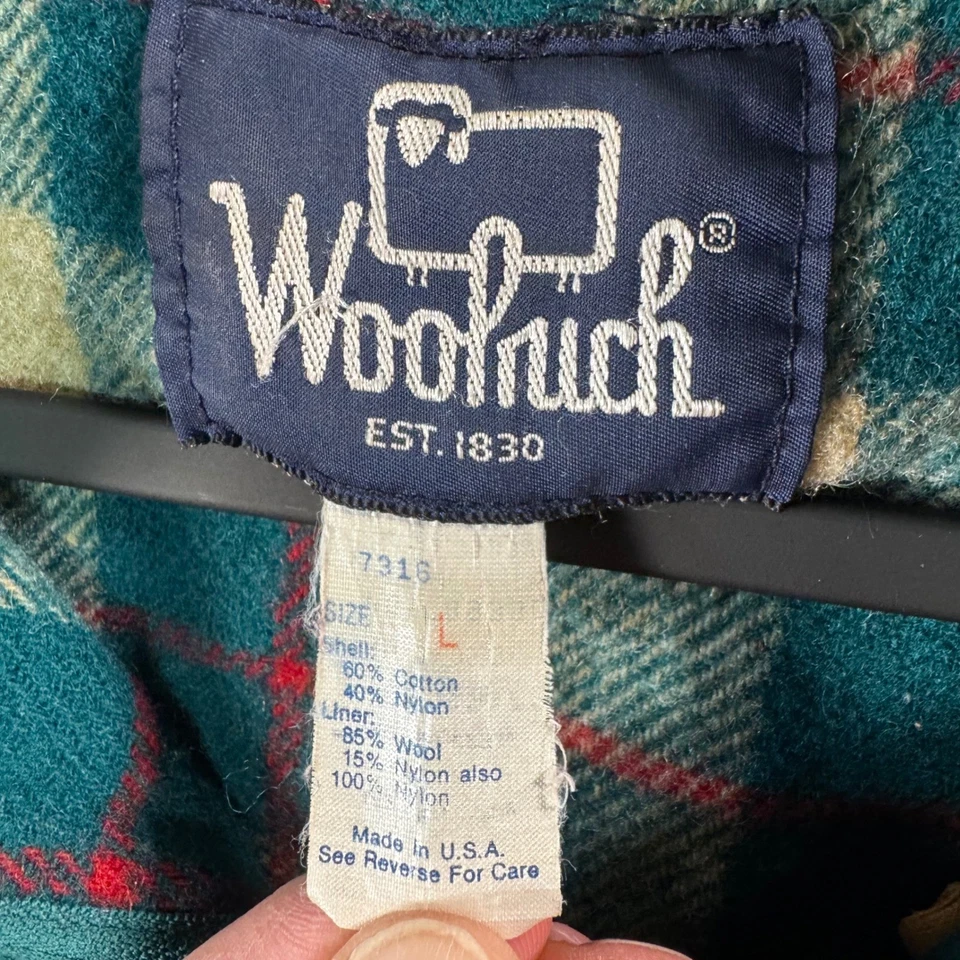 Woolrich®
EST. 1830
7316
SIZE L
Shell:
60% Cotton
40% Nylon
Liner:
85% Wool
15% Nylon also
100% Nylon
Made in U.S.A.
See Reverse For Care